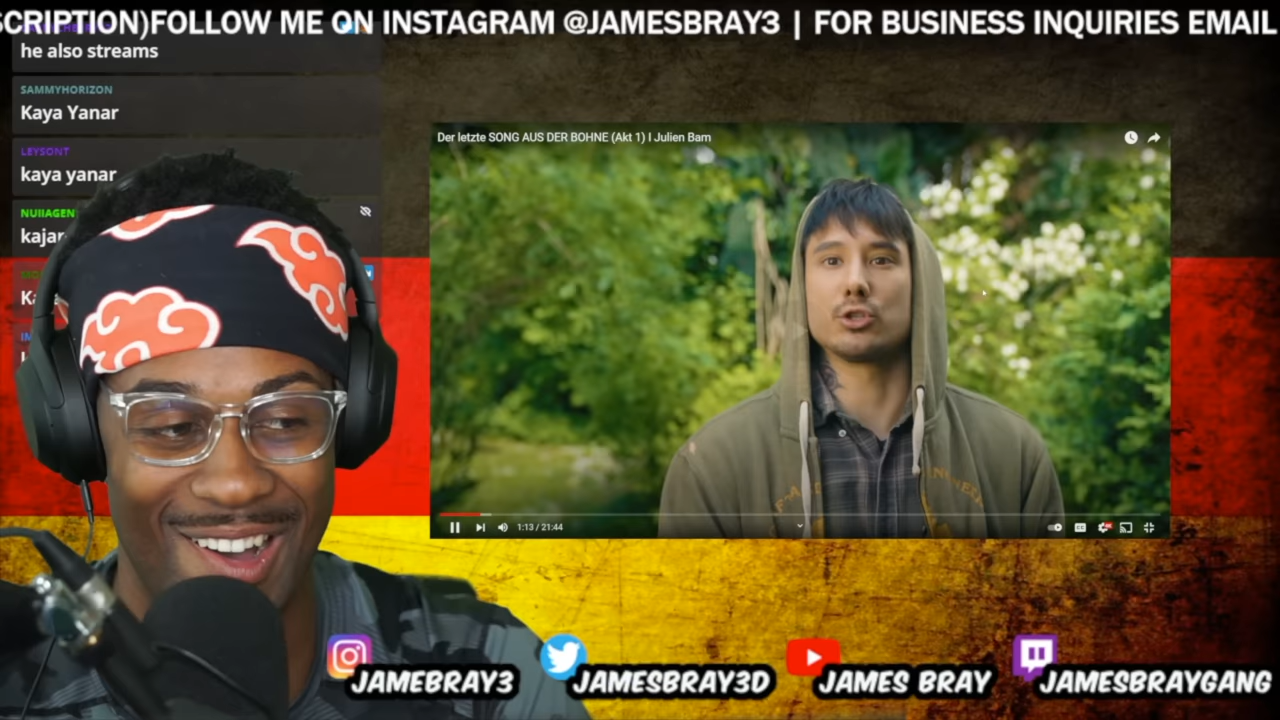 SCRIPTION)FOLLOW ME ON INSTAGRAM @JAMESBRAY3 | FOR BUSINESS INQUIRIES EMAIL
he also streams
SAMMYHORIZON
Kaya Yanar
LEYSONT
kaya yanar
NUIIAGEN
kajar
Der letzte SONG AUS DER BOHNE (Akt 1) I Julien Bam
1:13 / 21:44
JAMEBRAY3
JAMESBRAY3D
JAMES BRAY
JAMESBRAYGANG